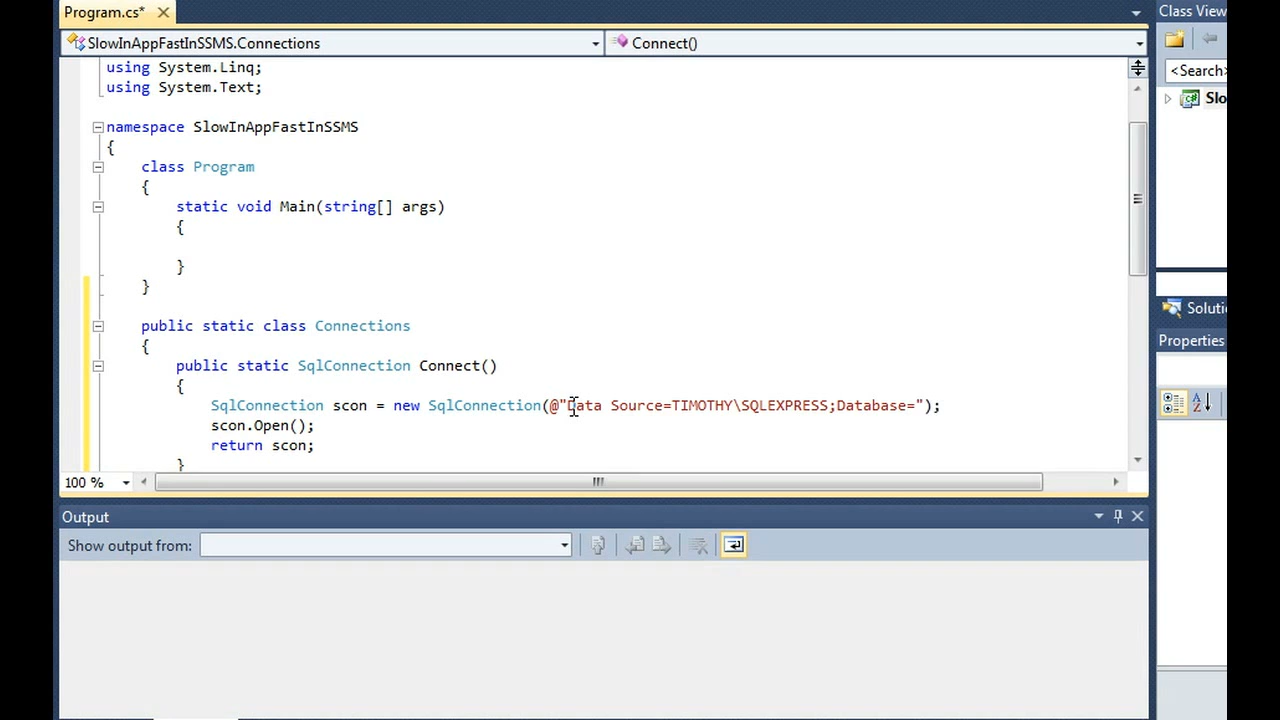 Program.cs*
Class View
SlowInAppFastInSSMS.Connections
Connect()
<Search>
using System.Linq;
using System.Text;
Slo
namespace SlowInAppFastInSSMS
{
class Program
{
static void Main(string[] args)
{
}
}
public static class Connections
{
public static SqlConnection Connect()
{
SqlConnection scon = new SqlConnection(@"Data Source=TIMOTHY\SQLEXPRESS;Database=");
scon.Open();
return scon;
}
100 %
Soluti
Properties
Output
Show output from: